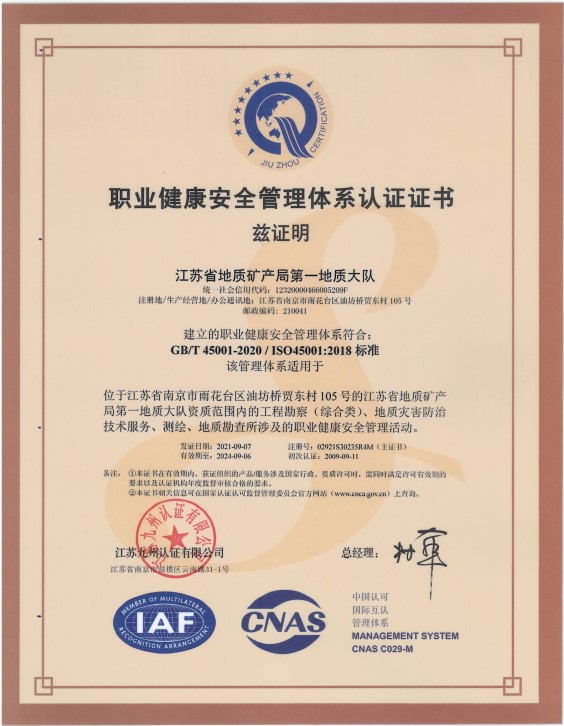 JIU ZHOU CERTIFICATION
职业健康安全管理体系认证证书
兹证明
江苏省地质矿产局第一地质大队
统一社会信用代码：12320000466005209F
注册地/生产经营地/办公通讯地：江苏省南京市雨花台区油坊桥贾东村 105 号
邮政编码: 210041
建立的职业健康安全管理体系符合：
GB/T 45001-2020 / ISO45001:2018 标准
该管理体系适用于
位于江苏省南京市雨花台区油坊桥贾东村 105 号的江苏省地质矿产
局第一地质大队资质范围内的工程勘察（综合类）、地质灾害防治
技术服务、测绘、地质勘查所涉及的职业健康安全管理活动。
发证日期：2021-09-07 注册号：02921S30235R4M（主证书）
有效期至：2024-09-06 初次认证：2009-09-11
备注： ①本证书在有效期内，获证组织的产品/服务涉及国家行政、资质许可时，需同时满足许可有效期的
要求以及认证机构年度监督审核合格的要求。
②本证书相关信息可在国家认证认可监督管理委员会官方网站（www.cnca.gov.cn）上查询。
江苏九州认证有限公司
江苏九州认证有限公司 总经理：
江苏省南京市鼓楼区云南路31-1号
MEMBER OF MULTILATERAL
IAF
RECOGNITION ARRANGEMENT
CNAS
中国认可
国际互认
管理体系
MANAGEMENT SYSTEM
CNAS C029-M